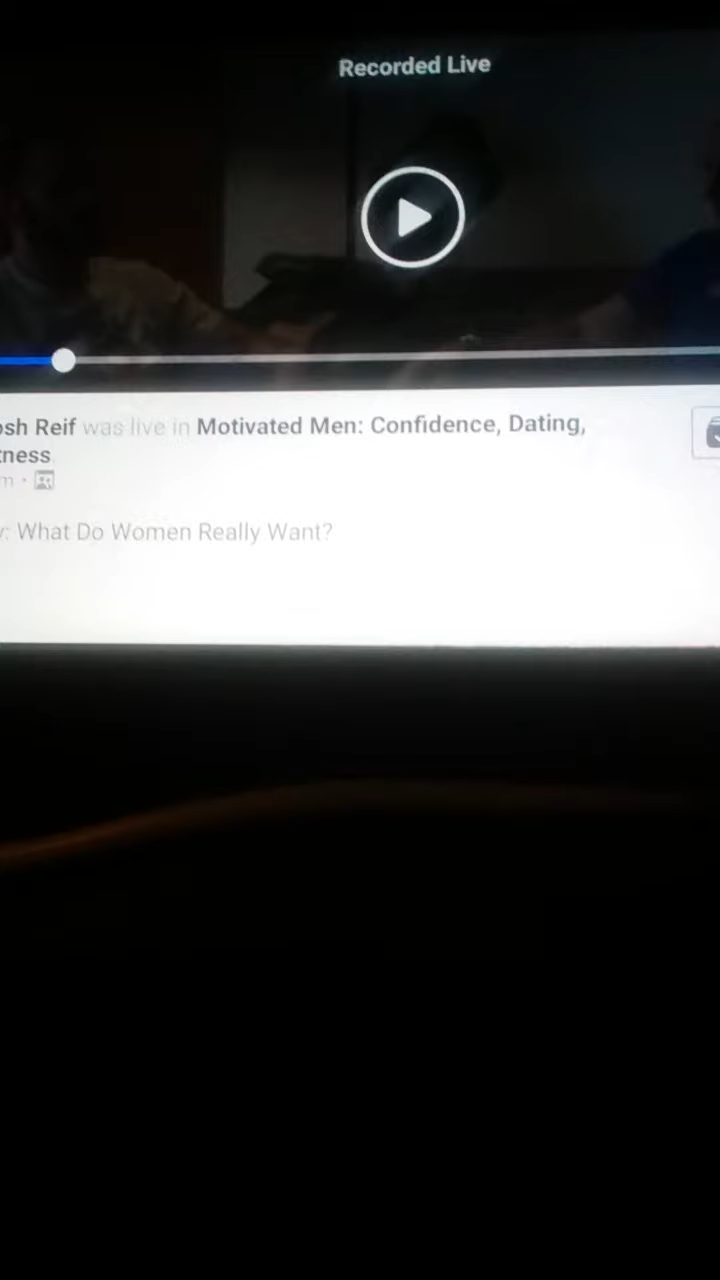 Recorded Live
osh Reif was live in Motivated Men: Confidence, Dating,
tness
m ·
: What Do Women Really Want?